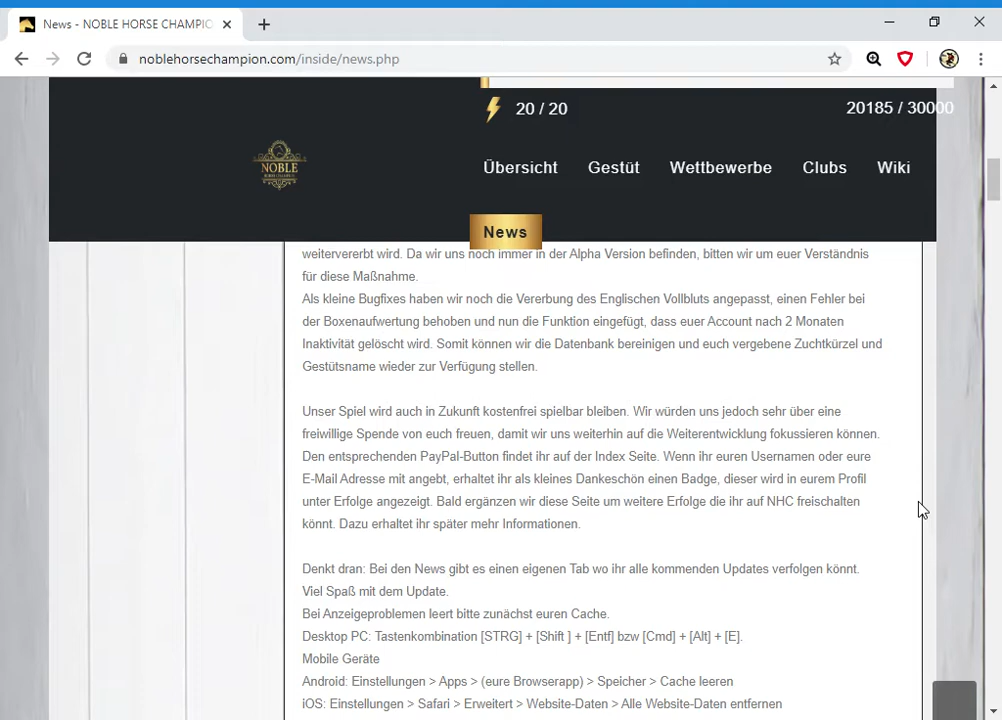 News - NOBLE HORSE CHAMPIO
noblehorsechampion.com/inside/news.php
20 / 20
20185 / 30000
NOBLE
Übersicht
Gestüt
Wettbewerbe
Clubs
Wiki
News
weitervererbt wird. Da wir uns noch immer in der Alpha Version befinden, bitten wir um euer Verständnis
für diese Maßnahme.
Als kleine Bugfixes haben wir noch die Vererbung des Englischen Vollbluts angepasst, einen Fehler bei
der Boxenaufwertung behoben und nun die Funktion eingefügt, dass euer Account nach 2 Monaten
Inaktivität gelöscht wird. Somit können wir die Datenbank bereinigen und euch vergebene Zuchtkürzel und
Gestütsname wieder zur Verfügung stellen.
Unser Spiel wird auch in Zukunft kostenfrei spielbar bleiben. Wir würden uns jedoch sehr über eine
freiwillige Spende von euch freuen, damit wir uns weiterhin auf die Weiterentwicklung fokussieren können.
Den entsprechenden PayPal-Button findet ihr auf der Index Seite. Wenn ihr euren Usernamen oder eure
E-Mail Adresse mit angebt, erhaltet ihr als kleines Dankeschön einen Badge, dieser wird in eurem Profil
unter Erfolge angezeigt. Bald ergänzen wir diese Seite um weitere Erfolge die ihr auf NHC freischalten
könnt. Dazu erhaltet ihr später mehr Informationen.
Denkt dran: Bei den News gibt es einen eigenen Tab wo ihr alle kommenden Updates verfolgen könnt.
Viel Spaß mit dem Update.
Bei Anzeigeproblemen leert bitte zunächst euren Cache.
Desktop PC: Tastenkombination [STRG] + [Shift ] + [Entf] bzw [Cmd] + [Alt] + [E].
Mobile Geräte
Android: Einstellungen > Apps > (eure Browserapp) > Speicher > Cache leeren
iOS: Einstellungen > Safari > Erweitert > Website-Daten > Alle Website-Daten entfernen